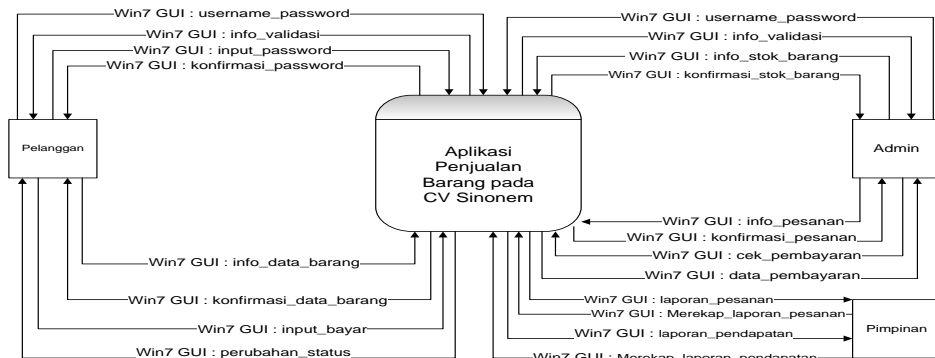 Win7 GUI : username_password
Win7 GUI : info_validasi
Win7 GUI : input_password
Win7 GUI : konfirmasi_password
Win7 GUI : username_password
Win7 GUI : info_validasi
Win7 GUI : info_stok_barang
Win7 GUI : konfirmasi_stok_barang
Pelanggan
Aplikasi
Penjualan
Barang pada
CV Sinonem
Admin
Win7 GUI : info_data_barang
Win7 GUI : konfirmasi_data_barang
Win7 GUI : input_bayar
Win7 GUI : perubahan_status
Win7 GUI : info_pesanan
Win7 GUI : konfirmasi_pesanan
Win7 GUI : cek_pembayaran
Win7 GUI : data_pembayaran
Win7 GUI : laporan_pesanan
Win7 GUI : Merekap_laporan_pesanan
Win7 GUI : laporan_pendapatan
Win7 GUI : Merekap_laporan_pendapatan
Pimpinan